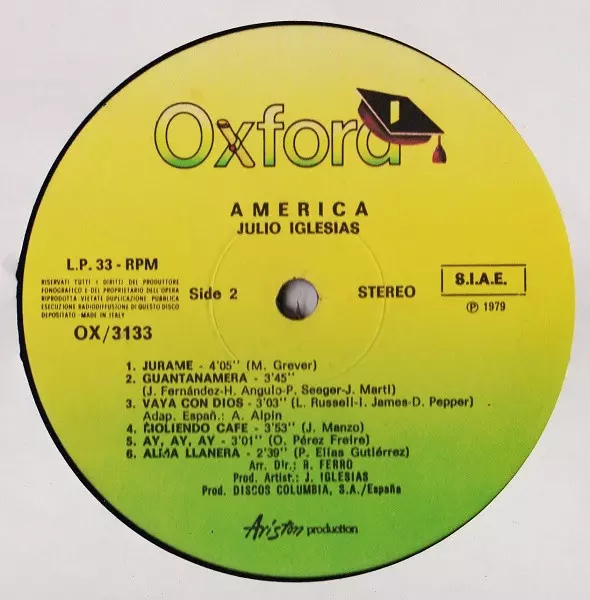 Oxford
AMERICA
JULIO IGLESIAS
L.P. 33 - RPM
RISERVATI TUTTI I DIRITTI DEL PRODUTTORE
FONOGRAFICO E DEL PROPRIETARIO DELL'OPERA
RIPRODOTTA - VIETATE DUPLICAZIONE PUBBLICA
ESECUZIONE RADIODIFFUSIONE DI QUESTO DISCO
DEPOSITATO - MADE IN ITALY
OX/3133
Side 2
STEREO
S.I.A.E.
℗ 1979
1. JURAME - 4'05'' (M. Grever)
2. GUANTANAMERA - 3'45''
(J. Fernández-H. Angulo-P. Seeger-J. Martì)
3. VAYA CON DIOS - 3'03'' (L. Russell-I. James-D. Pepper)
Adap. Españ.: A. Alpin
4. MOLIENDO CAFE - 3'53'' (J. Manzo)
5. AY, AY, AY - 3'01'' (O. Pérez Freire)
6. ALMA LLANERA - 2'39'' (P. Elías Gutiérrez)
Arr. Dir.: R. FERRO
Prod. Artist.: J. IGLESIAS
Prod. DISCOS COLUMBIA, S.A./España
Ariston production